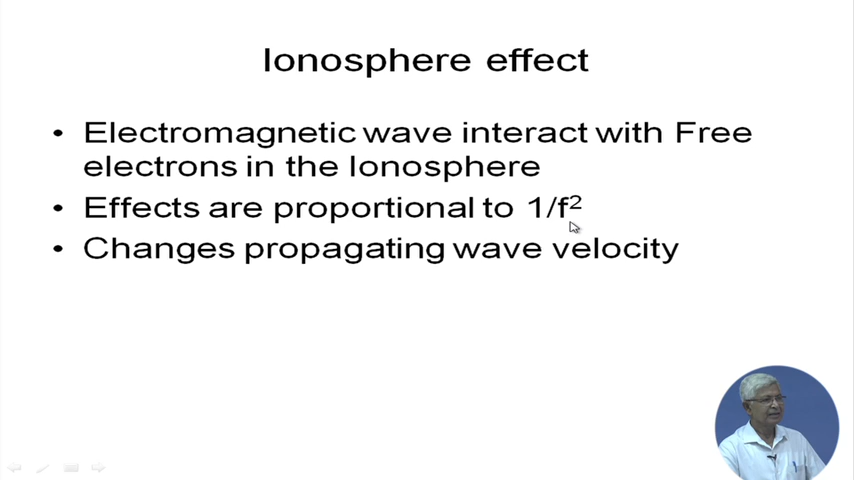 Ionosphere effect
• Electromagnetic wave interact with Free
electrons in the Ionosphere
• Effects are proportional to 1/f²
• Changes propagating wave velocity